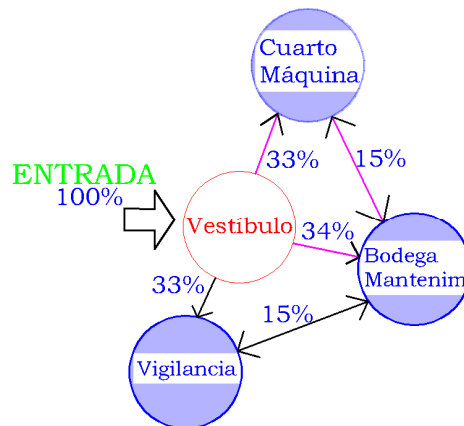 Cuarto
Máquina
33%
15%
ENTRADA
100%
Vestíbulo
34%
Bodega
Mantenim
33%
15%
Vigilancia